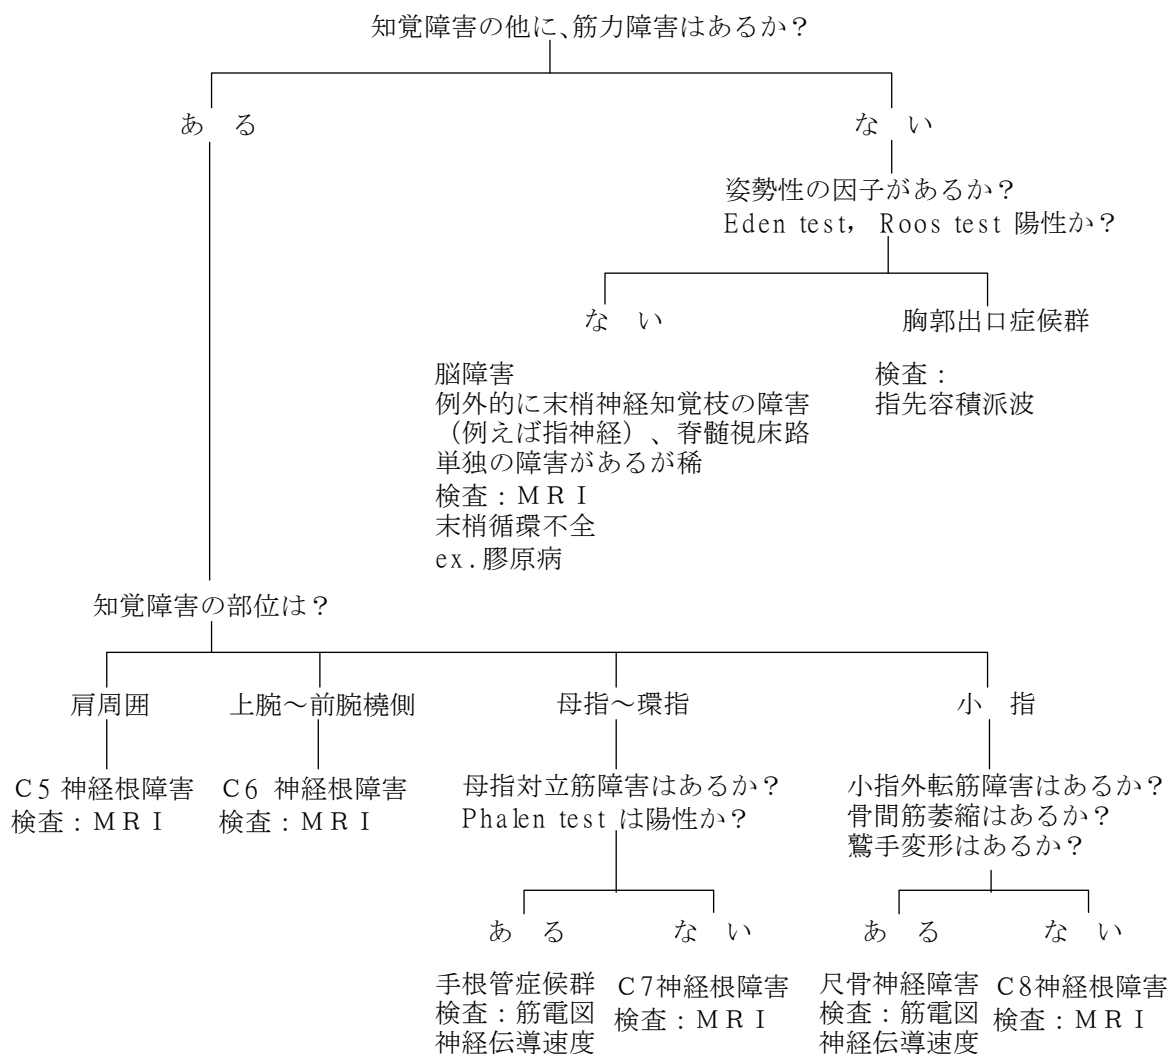 知覚障害の他に、筋力障害はあるか？
あ る
な い
姿勢性の因子があるか？
Eden test， Roos test 陽性か？
な い
胸郭出口症候群
脳障害
例外的に末梢神経知覚枝の障害
（例えば指神経）、脊髄視床路
単独の障害があるが稀
検査：ＭＲＩ
末梢循環不全
ex.膠原病
検査：
指先容積派波
知覚障害の部位は？
肩周囲
上腕～前腕橈側
母指～環指
小 指
Ｃ5 神経根障害
検査：ＭＲＩ
Ｃ6 神経根障害
検査：ＭＲＩ
母指対立筋障害はあるか？
Phalen test は陽性か？
小指外転筋障害はあるか？
骨間筋萎縮はあるか？
鷲手変形はあるか？
あ る
な い
あ る
な い
手根管症候群
検査：筋電図
神経伝導速度
Ｃ7神経根障害
検査：ＭＲＩ
尺骨神経障害
検査：筋電図
神経伝導速度
Ｃ8神経根障害
検査：ＭＲＩ